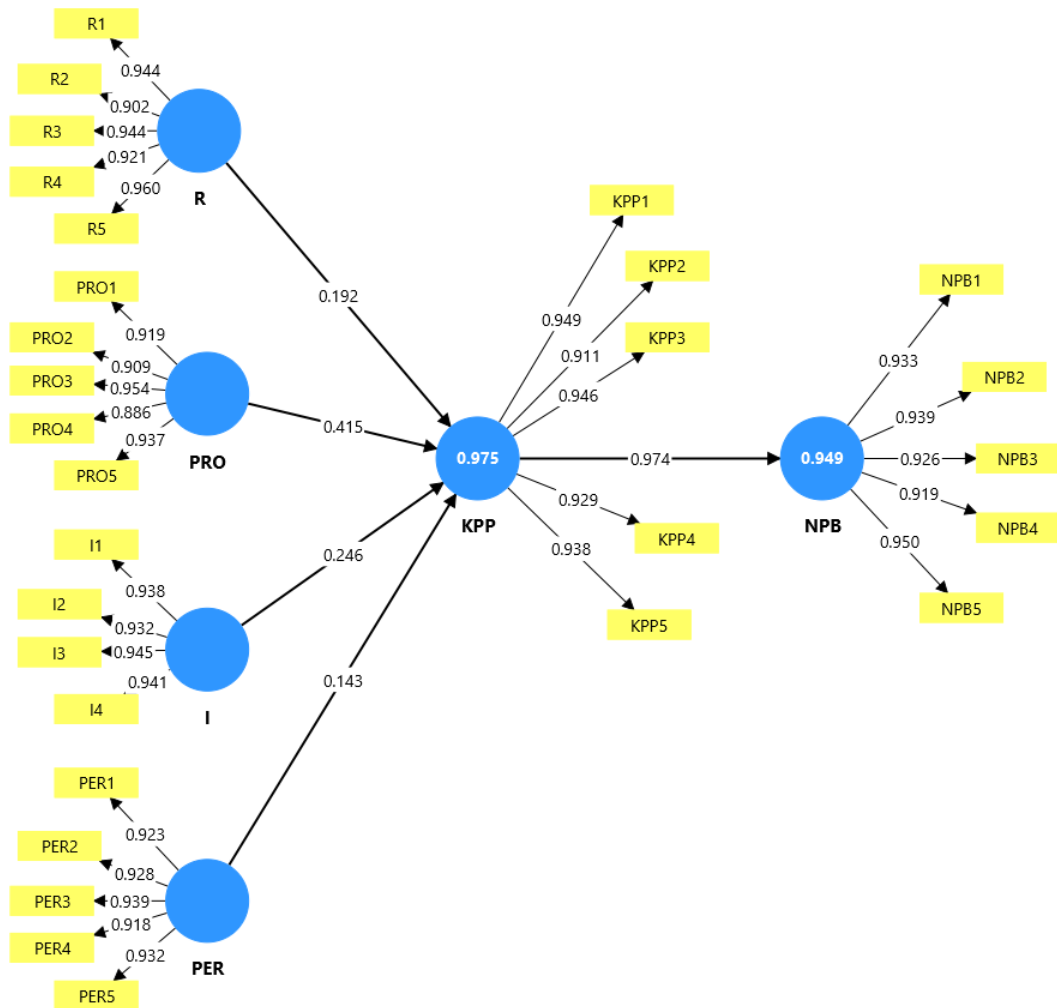 R1
0.944
R2
0.902
R3
0.944
0.921
R4
0.960
R
R5
PRO1
0.919
PRO2
0.909
PRO3
0.954
0.886
PRO4
0.937
PRO
PRO5
I1
0.938
I2
0.932
I3
0.945
0.941
I4
I
PER1
0.923
PER2
0.928
PER3
0.939
0.918
PER4
0.932
PER
PER5
0.192
0.415
0.246
0.143
KPP1
KPP2
KPP3
0.949
0.911
0.946
0.975
KPP
0.929
0.938
KPP4
KPP5
0.974
0.949
NPB
NPB1
0.933
NPB2
0.939
0.926
NPB3
0.919
NPB4
0.950
NPB5